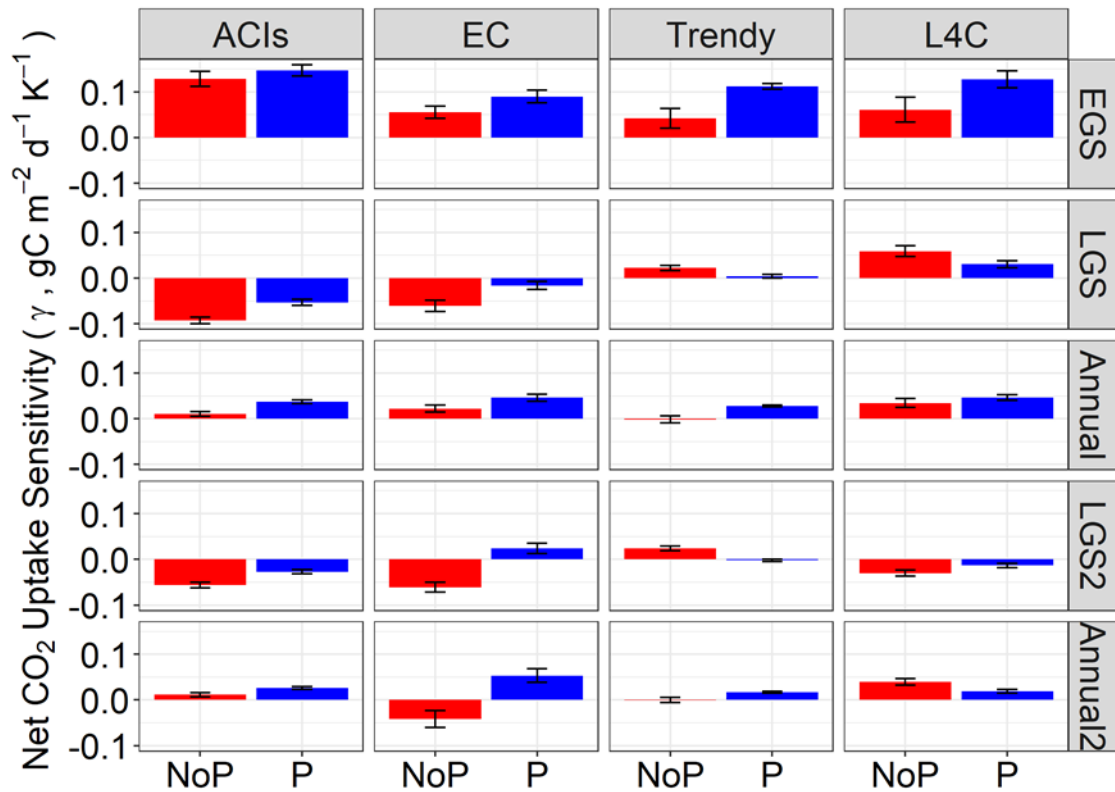 ACIs EC Trendy L4C
Net CO₂ Uptake Sensitivity ( γ , gC m⁻² d⁻¹ K⁻¹ )
0.1
0.0
-0.1
EGS
0.1
0.0
-0.1
LGS
0.1
0.0
-0.1
Annual
0.1
0.0
-0.1
LGS2
0.1
0.0
-0.1
Annual2
NoP P NoP P NoP P NoP P